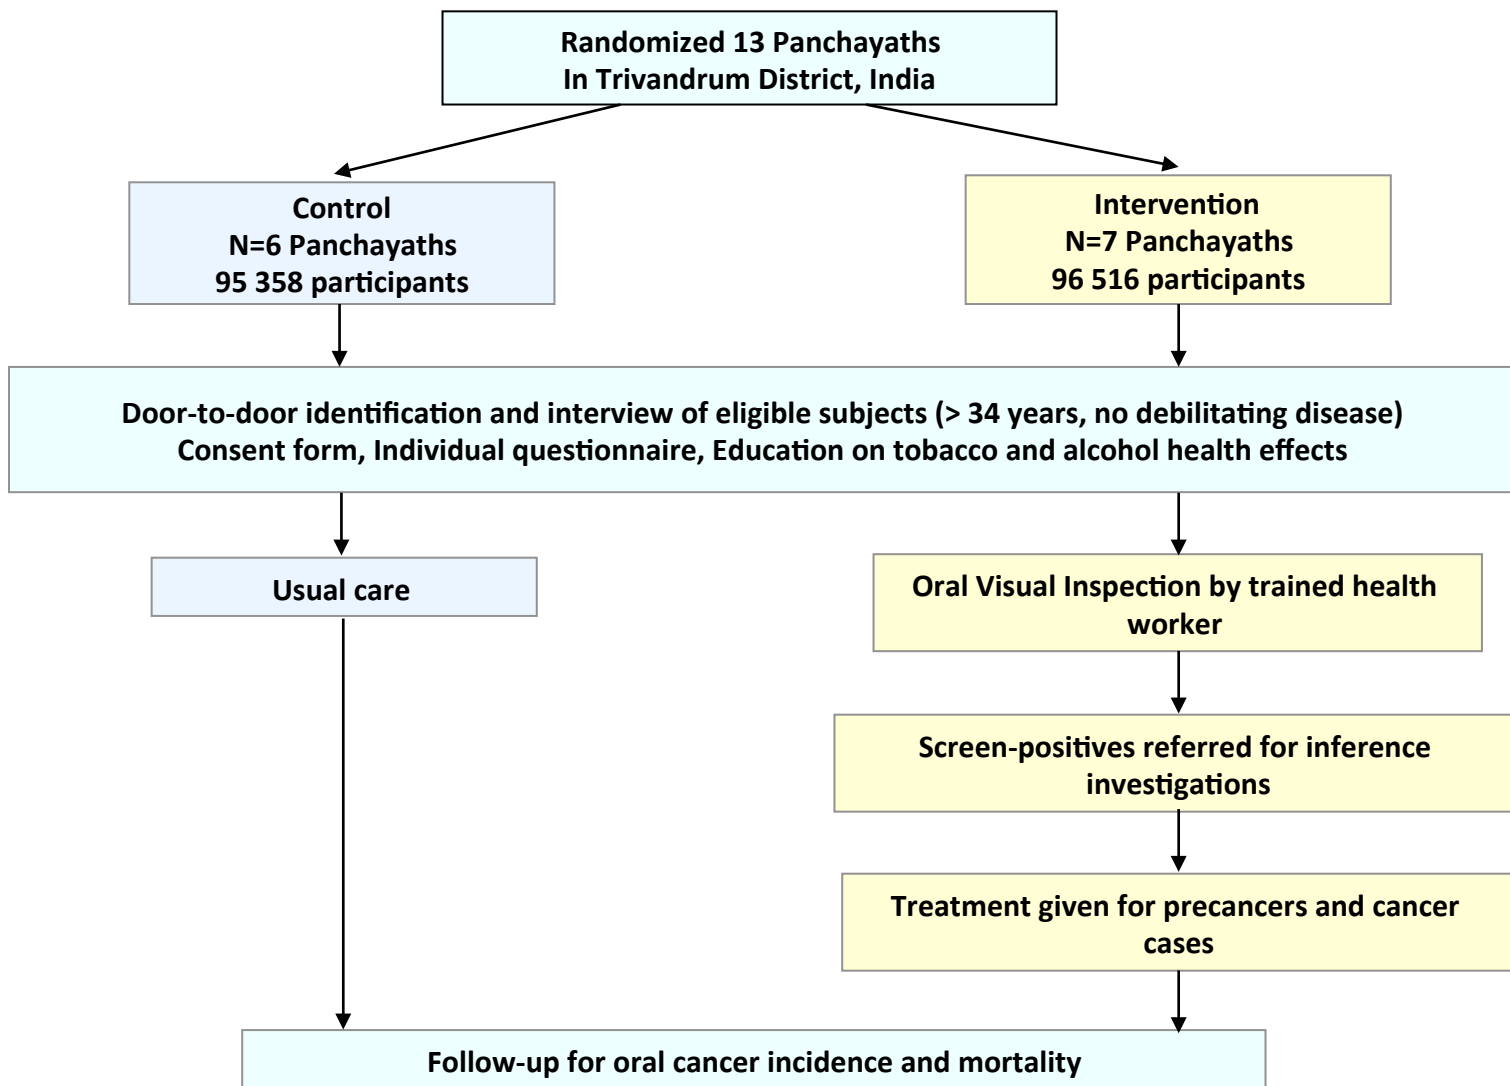 Randomized 13 Panchayaths
In Trivandrum District, India
Control
N=6 Panchayaths
95 358 participants
Intervention
N=7 Panchayaths
96 516 participants
Door-to-door identification and interview of eligible subjects (> 34 years, no debilitating disease)
Consent form, Individual questionnaire, Education on tobacco and alcohol health effects
Usual care
Oral Visual Inspection by trained health
worker
Screen-positives referred for inference
investigations
Treatment given for precancers and cancer
cases
Follow-up for oral cancer incidence and mortality